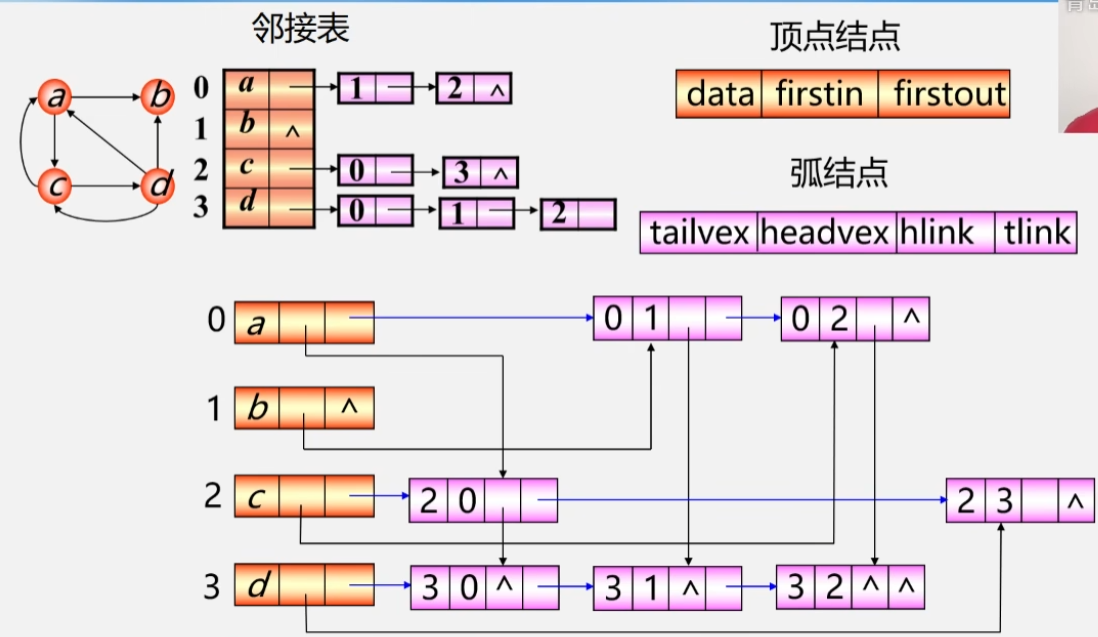 邻接表
顶点结点
data firstin firstout
弧结点
tailvex headvex hlink tlink
a b
c d
0 a 1 2 ^
1 b ^
2 c 0 3 ^
3 d 0 1 2
0 a 0 1 0 2 ^
1 b ^
2 c 2 0 2 3 ^
3 d 3 0 ^ 3 1 ^ 3 2 ^ ^